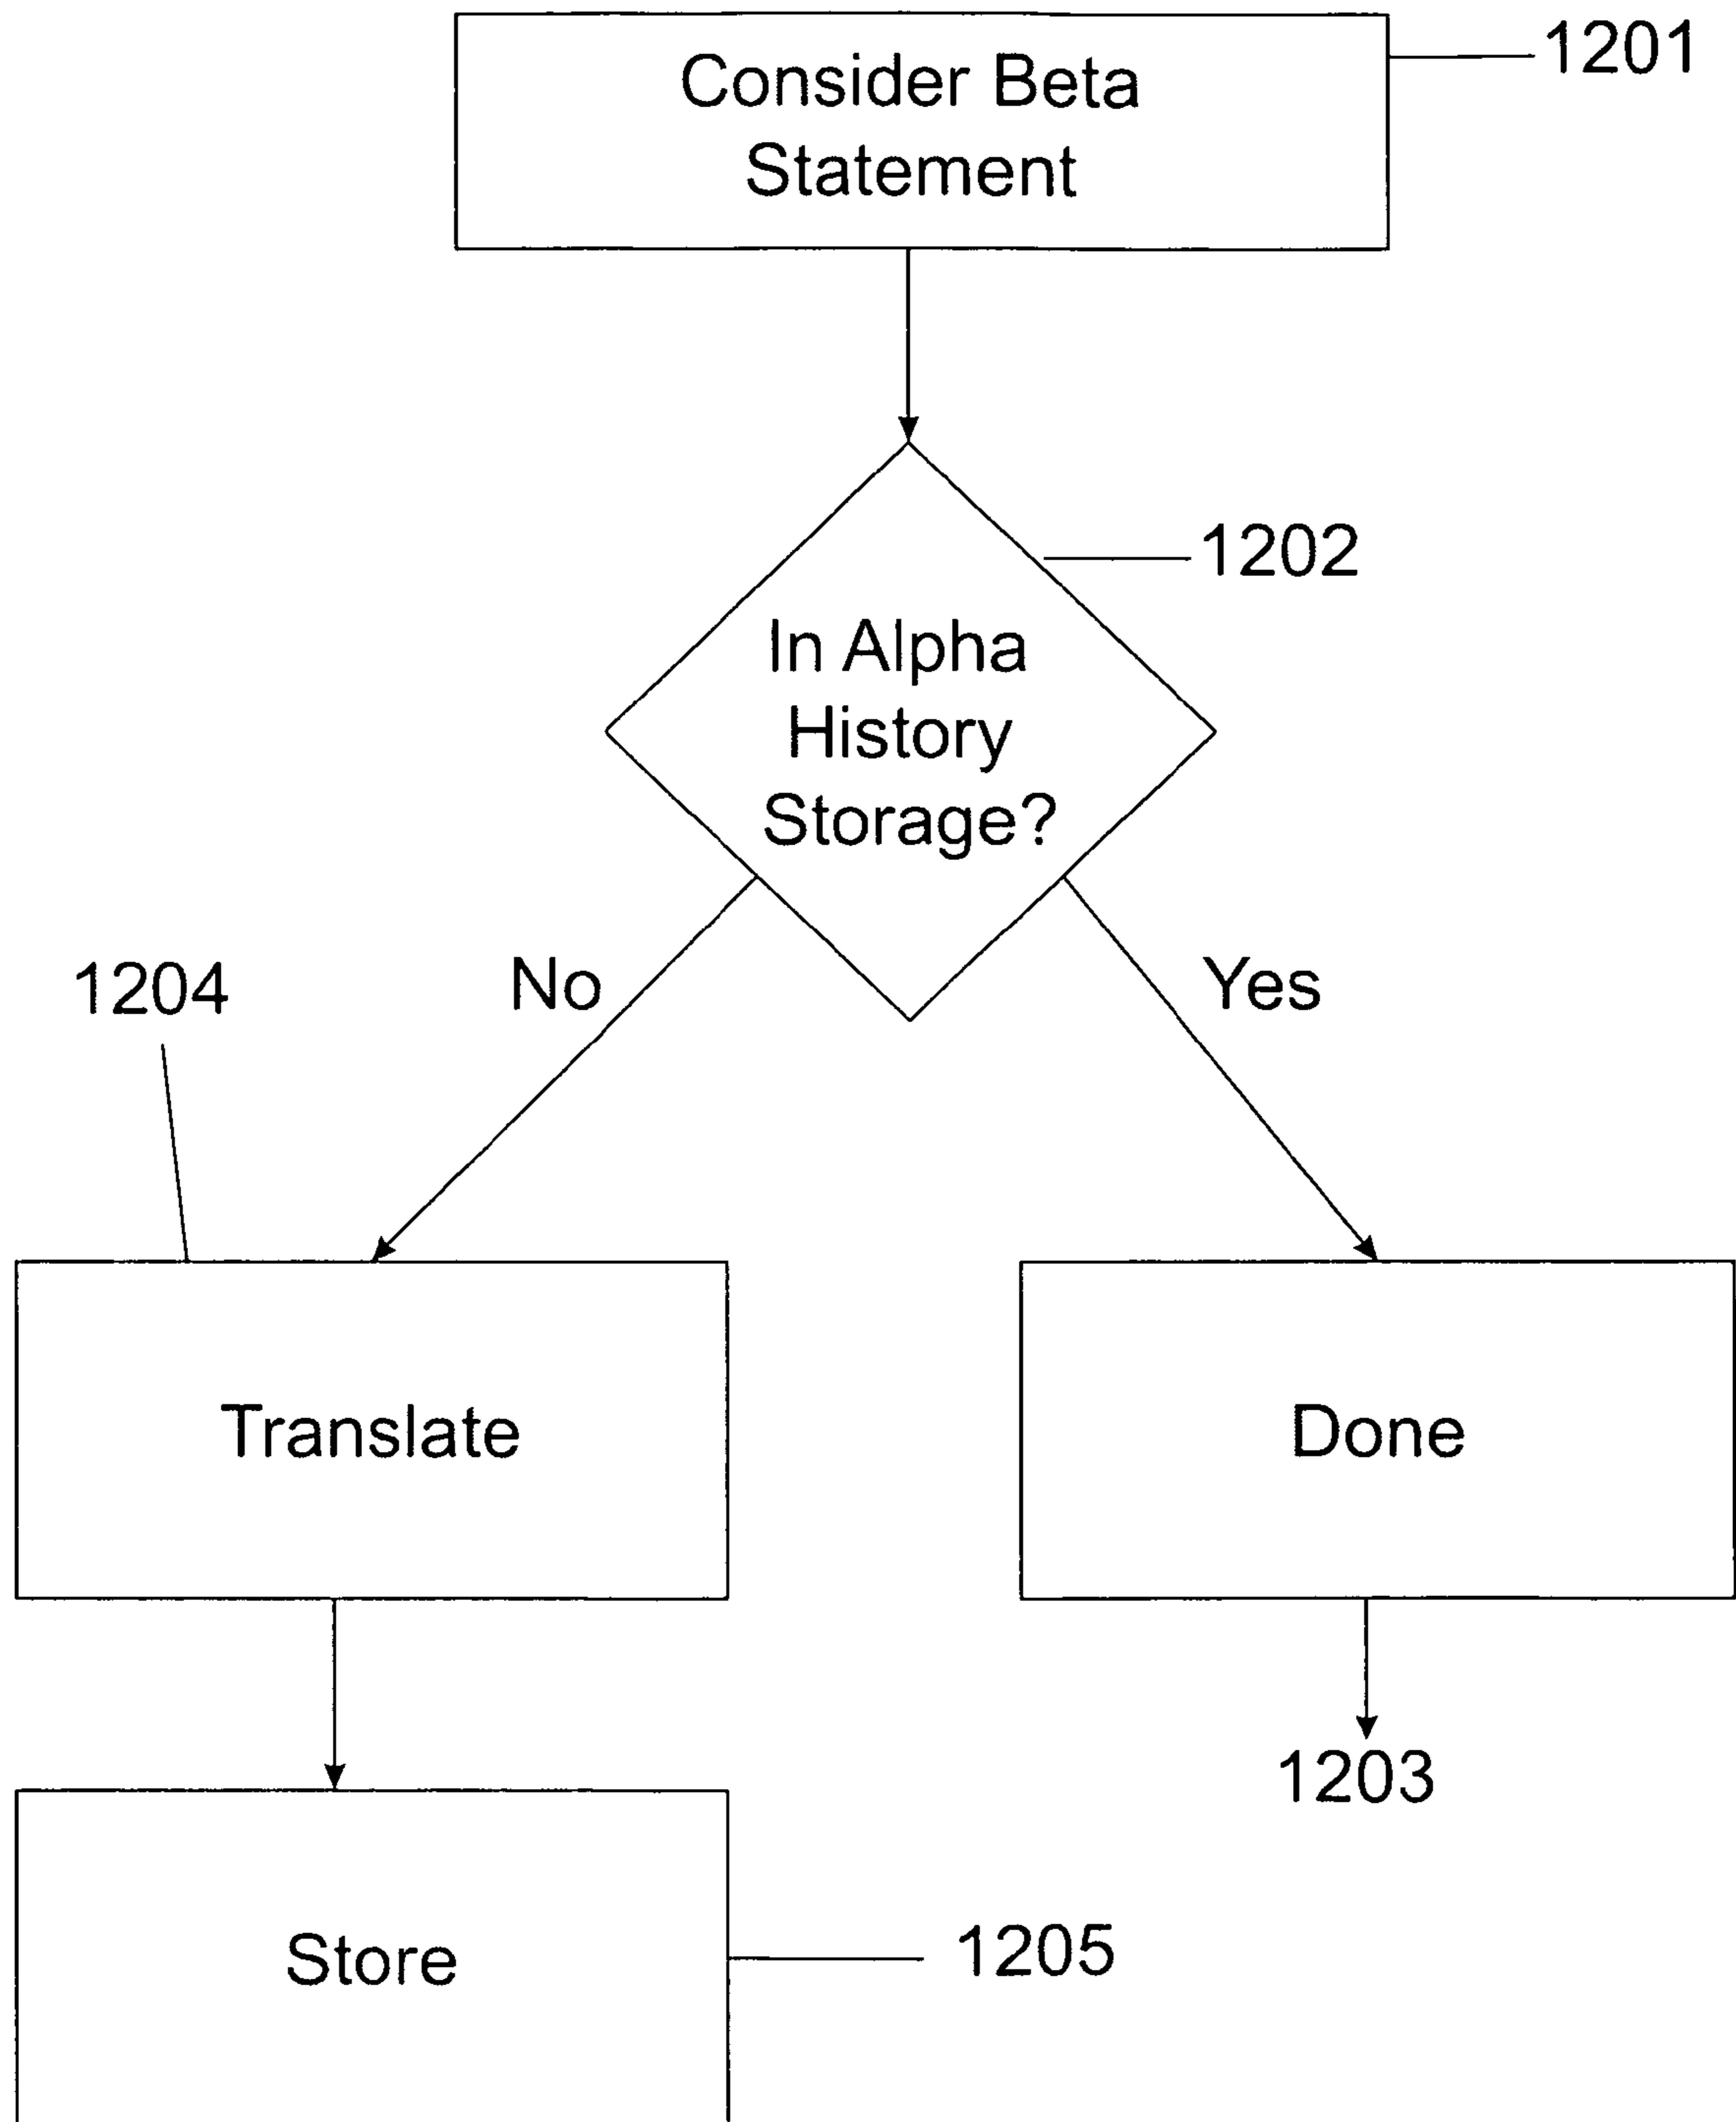 Consider Beta
Statement
1201
1202
In Alpha
History
Storage?
1204
No
Yes
Translate
Done
1203
Store
1205